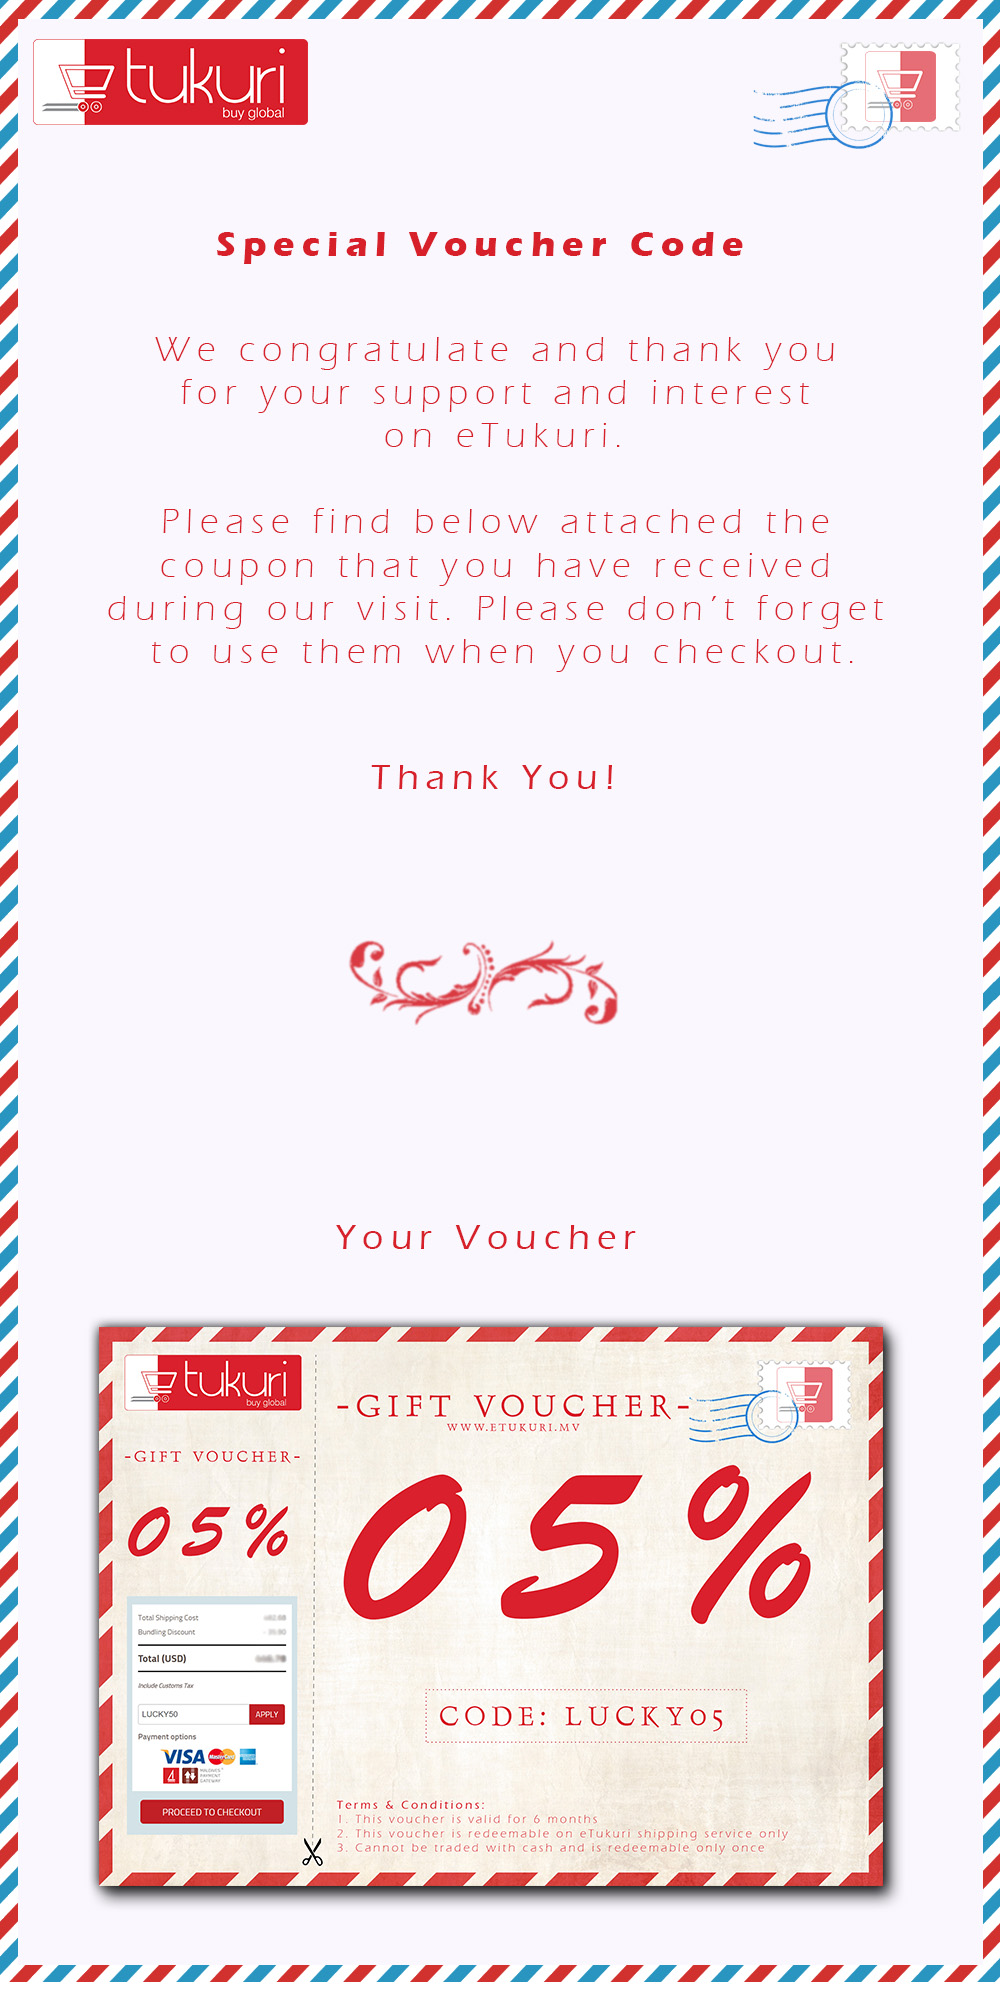 tukuri
buy global
Special Voucher Code
We congratulate and thank you
for your support and interest
on eTukuri.
Please find below attached the
coupon that you have received
during our visit. Please don't forget
to use them when you checkout.
Thank You!
Your Voucher
tukuri
buy global
-GIFT VOUCHER-
05%
Total Shipping Cost
Bundling Discount
Total (USD)
Include Customs Tax
LUCKY50 APPLY
Payment options
VISA MasterCard
MALDIVES'
PAYMENT
GATEWAY
PROCEED TO CHECKOUT
-GIFT VOUCHER-
WWW.ETUKURI.MV
05%
CODE: LUCKY05
Terms & Conditions:
1. This voucher is valid for 6 months
2. This voucher is redeemable on eTukuri shipping service only
3. Cannot be traded with cash and is redeemable only once